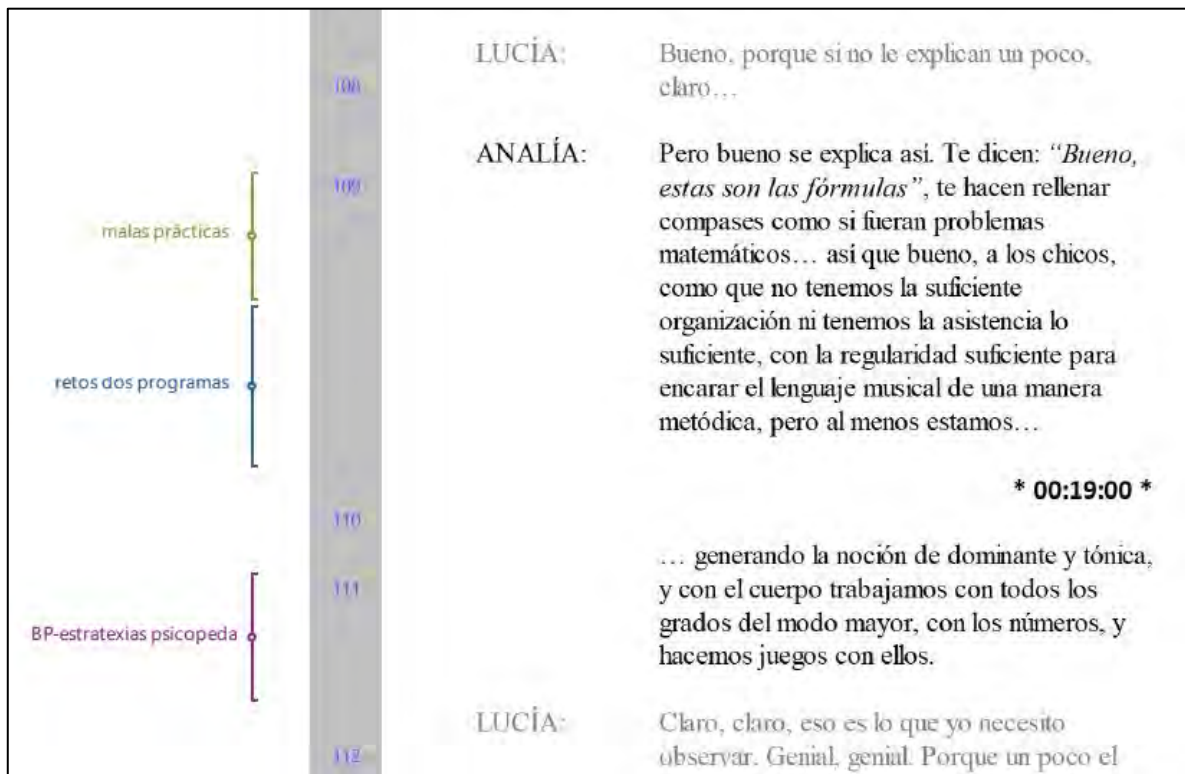 LUCÍA: Bueno, porque si no le explican un poco,
108 claro…
ANALÍA: Pero bueno se explica así. Te dicen: “Bueno,
109 estas son las fórmulas”, te hacen rellenar
compases como si fueran problemas
malas prácticas matemáticos… así que bueno, a los chicos,
como que no tenemos la suficiente
organización ni tenemos la asistencia lo
suficiente, con la regularidad suficiente para
retos dos programas encarar el lenguaje musical de una manera
metódica, pero al menos estamos…
* 00:19:00 *
110
… generando la noción de dominante y tónica,
111 y con el cuerpo trabajamos con todos los
BP-estratexias psicopeda grados del modo mayor, con los números, y
hacemos juegos con ellos.
LUCÍA: Claro, claro, eso es lo que yo necesito
112 observar. Genial, genial. Porque un poco el